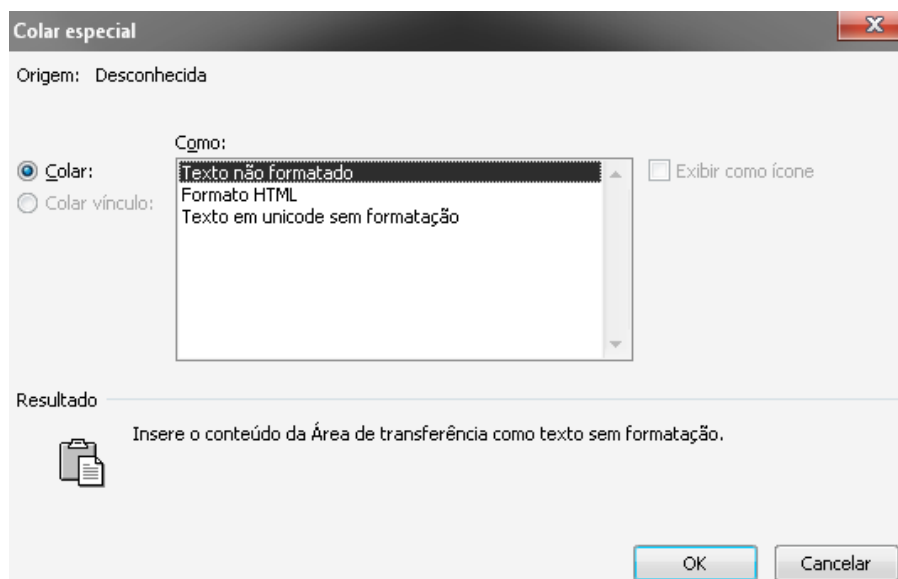 Colar especial
Origem: Desconhecida
Como:
Colar:
Colar vínculo:
Texto não formatado
Formato HTML
Texto em unicode sem formatação
Exibir como ícone
Resultado
Insere o conteúdo da Área de transferência como texto sem formatação.
OK
Cancelar